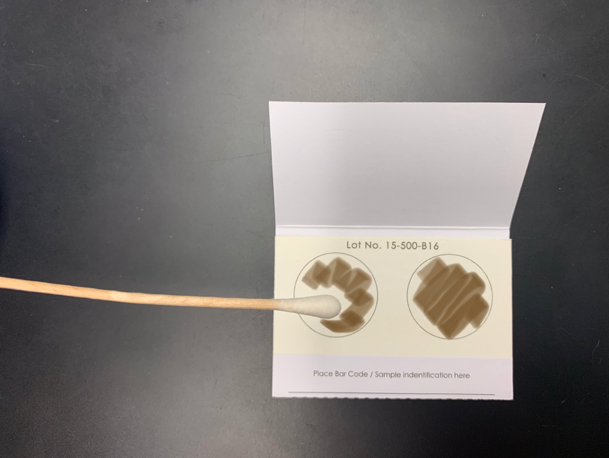 Lot No. 15-500-B16
Place Bar Code / Sample indentification here